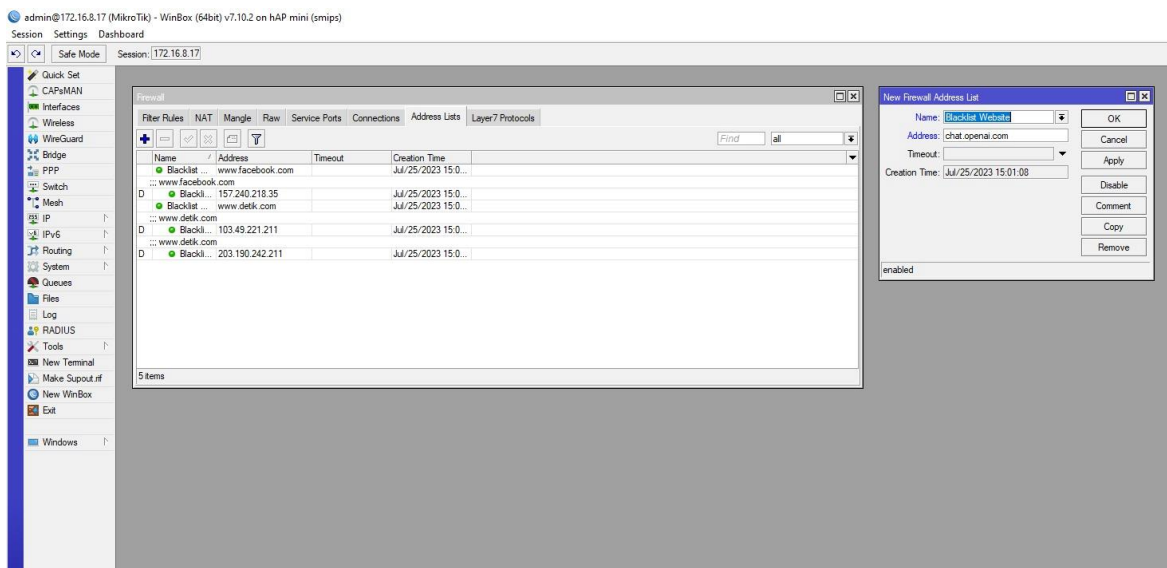 admin@172.16.8.17 (MikroTik) - WinBox (64bit) v7.10.2 on hAP mini (smips)
Session Settings Dashboard
Safe Mode Session: 172.16.8.17
Quick Set
CAPsMAN
Interfaces
Wireless
WireGuard
Bridge
PPP
Switch
Mesh
IP
IPv6
Routing
System
Queues
Files
Log
RADIUS
Tools
New Terminal
Make Supout.rif
New WinBox
Exit
Windows
Firewall
Filter Rules NAT Mangle Raw Service Ports Connections Address Lists Layer7 Protocols
Find all
Name Address Timeout Creation Time
Blacklist ... www.facebook.com Jul/25/2023 15:0...
::: www.facebook.com
D Blackli... 157.240.218.35 Jul/25/2023 15:0...
Blacklist ... www.detik.com Jul/25/2023 15:0...
::: www.detik.com
D Blackli... 103.49.221.211 Jul/25/2023 15:0...
::: www.detik.com
D Blackli... 203.190.242.211 Jul/25/2023 15:0...
5 items
New Firewall Address List
Name: Blacklist Website
Address: chat.openai.com
Timeout:
Creation Time: Jul/25/2023 15:01:08
OK
Cancel
Apply
Disable
Comment
Copy
Remove
enabled